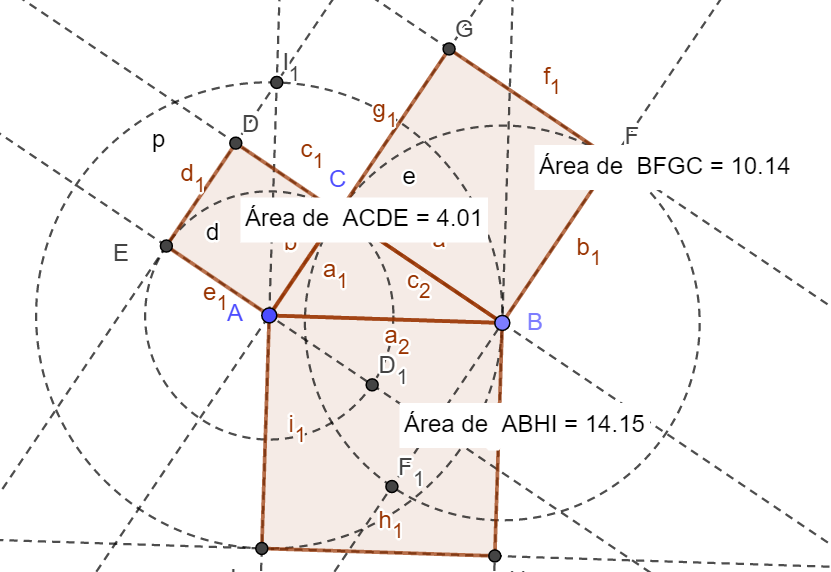 G
I₁
f₁
g₁
D
p
F
c₁
Área de BFGC = 10.14
d₁
C
e
Área de ACDE = 4.01
d
E
b₁
a₁
c₂
e₁
A
B
a₂
D₁
i₁
Área de ABHI = 14.15
F₁
h₁